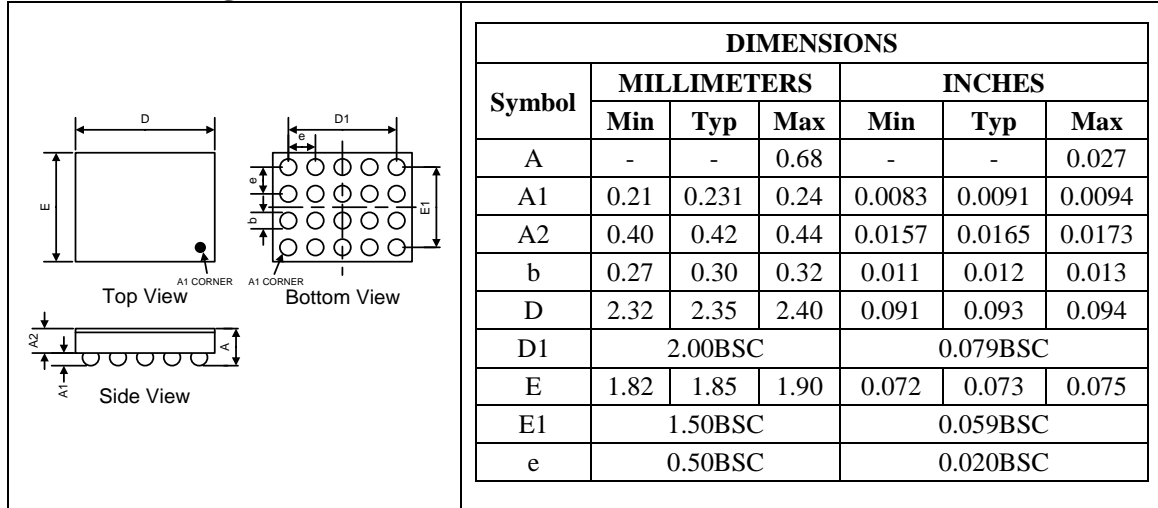 D
E
A1 CORNER
Top View
D1
e
e
b
E1
A1 CORNER
Bottom View
A2
A1
A
Side View
DIMENSIONS
Symbol MILLIMETERS INCHES
Min Typ Max Min Typ Max
A - - 0.68 - - 0.027
A1 0.21 0.231 0.24 0.0083 0.0091 0.0094
A2 0.40 0.42 0.44 0.0157 0.0165 0.0173
b 0.27 0.30 0.32 0.011 0.012 0.013
D 2.32 2.35 2.40 0.091 0.093 0.094
D1 2.00BSC 0.079BSC
E 1.82 1.85 1.90 0.072 0.073 0.075
E1 1.50BSC 0.059BSC
e 0.50BSC 0.020BSC